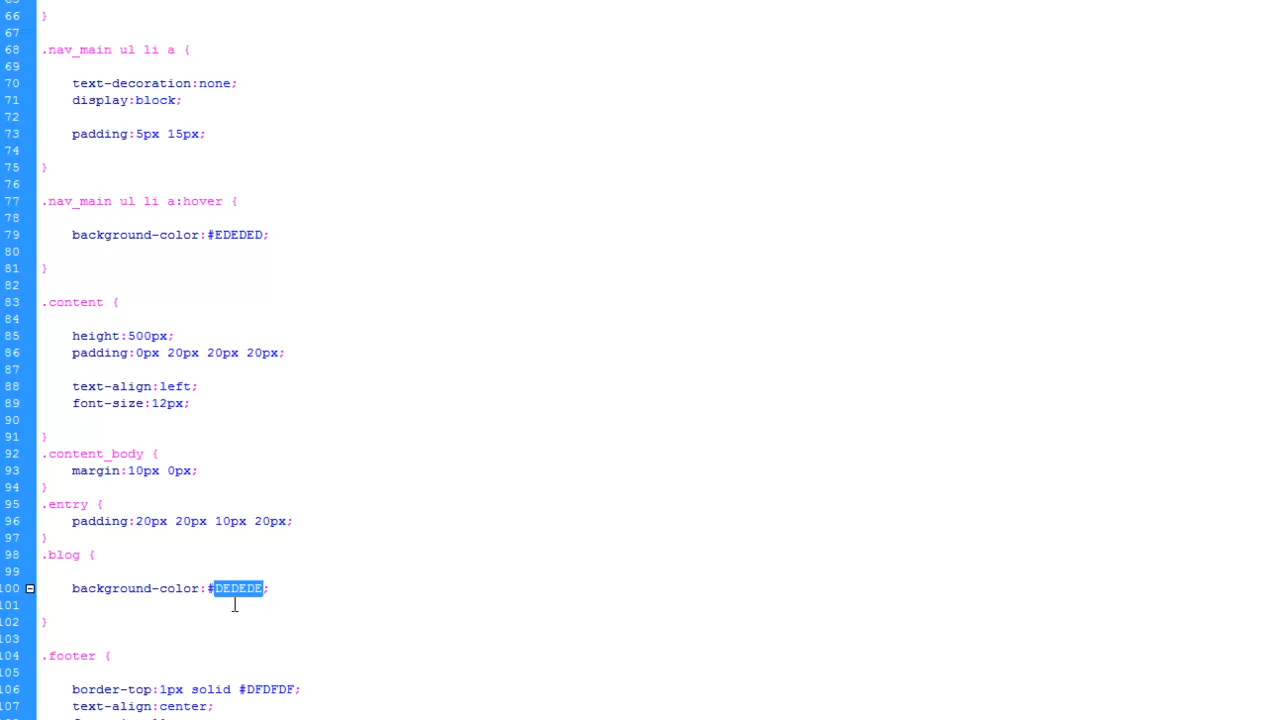 66 }
67
68 .nav_main ul li a {
69
70 text-decoration:none;
71 display:block;
72
73 padding:5px 15px;
74
75 }
76
77 .nav_main ul li a:hover {
78
79 background-color:#EDEDED;
80
81 }
82
83 .content {
84
85 height:500px;
86 padding:0px 20px 20px 20px;
87
88 text-align:left;
89 font-size:12px;
90
91 }
92 .content_body {
93 margin:10px 0px;
94 }
95 .entry {
96 padding:20px 20px 10px 20px;
97 }
98 .blog {
99
100 background-color:#DEDEDE;
101
102 }
103
104 .footer {
105
106 border-top:1px solid #DFDFDF;
107 text-align:center;